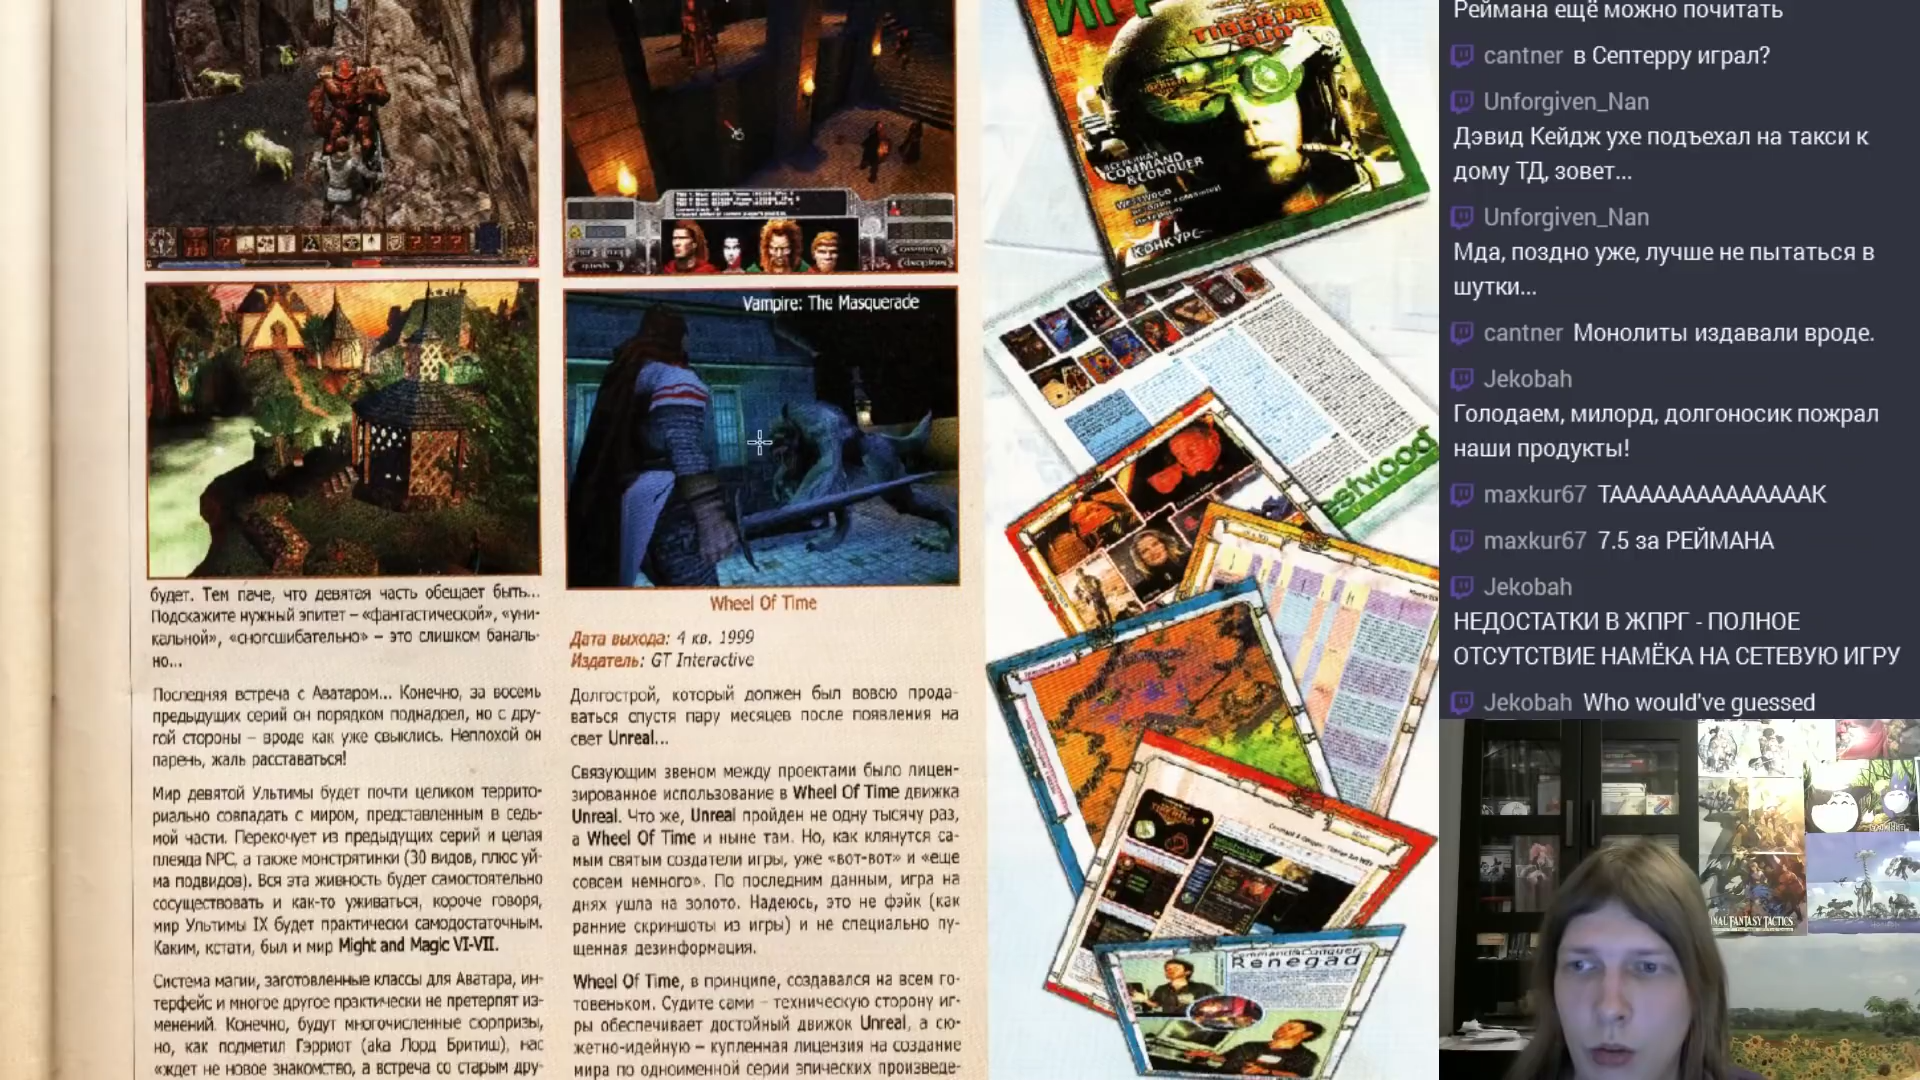 Vampire: The Masquerade
будет. Тем паче, что девятая часть обещает быть...
Подскажите нужный эпитет – «фантастической», «уни-
кальной», «сногсшибательно» – это слишком баналь-
но...
Последняя встреча с Аватаром... Конечно, за восемь
предыдущих серий он порядком поднадоел, но с дру-
гой стороны – вроде как уже свыклись. Неплохой он
парень, жаль расставаться!
Мир девятой Ультимы будет почти целиком террито-
риально совпадать с миром, представленным в седь-
мой части. Перекочует из предыдущих серий и целая
плеяда NPC, а также монстрятинки (30 видов, плюс уй-
ма подвидов). Вся эта живность будет самостоятельно
сосуществовать и как-то уживаться, короче говоря,
мир Ультимы IX будет практически самодостаточным.
Каким, кстати, был и мир Might and Magic VI-VII.
Система магии, заготовленные классы для Аватара, ин-
терфейс и многое другое практически не претерпят из-
менений. Конечно, будут многочисленные сюрпризы,
но, как подметил Гэрриот (aka Лорд Бритиш), нас
«ждет не новое знакомство, а встреча со старым дру-
Wheel Of Time
Дата выхода: 4 кв. 1999
Издатель: GT Interactive
Долгострой, который должен был вовсю прода-
ваться спустя пару месяцев после появления на
свет Unreal...
Связующим звеном между проектами было лицен-
зированное использование в Wheel Of Time движка
Unreal. Что же, Unreal пройден не одну тысячу раз,
а Wheel Of Time и ныне там. Но, как клянутся са-
мым святым создатели игры, уже «вот-вот» и «еще
совсем немного». По последним данным, игра на
днях ушла на золото. Надеюсь, это не фэйк (как
ранние скриншоты из игры) и не специально пу-
щенная дезинформация.
Wheel Of Time, в принципе, создавался на всем го-
товеньком. Судите сами – техническую сторону иг-
ры обеспечивает достойный движок Unreal, а сю-
жетно-идейную – купленная лицензия на создание
мира по одноименной серии эпических произведе-
TIBERIAN
SUN
COMMAND
& CONQUER
WESTWOOD
КОНКУРС
estwood
Command & Conquer
Renegad
Реймана ещё можно почитать
cantner в Септерру играл?
Unforgiven_Nan
Дэвид Кейдж ухе подъехал на такси к
дому ТД, зовет...
Unforgiven_Nan
Мда, поздно уже, лучше не пытаться в
шутки...
cantner Монолиты издавали вроде.
Jekobah
Голодаем, милорд, долгоносик пожрал
наши продукты!
maxkur67 ТААААААААААААААК
maxkur67 7.5 за РЕЙМАНА
Jekobah
НЕДОСТАТКИ В ЖПРГ - ПОЛНОЕ
ОТСУТСТВИЕ НАМЁКА НА СЕТЕВУЮ ИГРУ
Jekobah Who would've guessed
FINAL FANTASY TACTICS